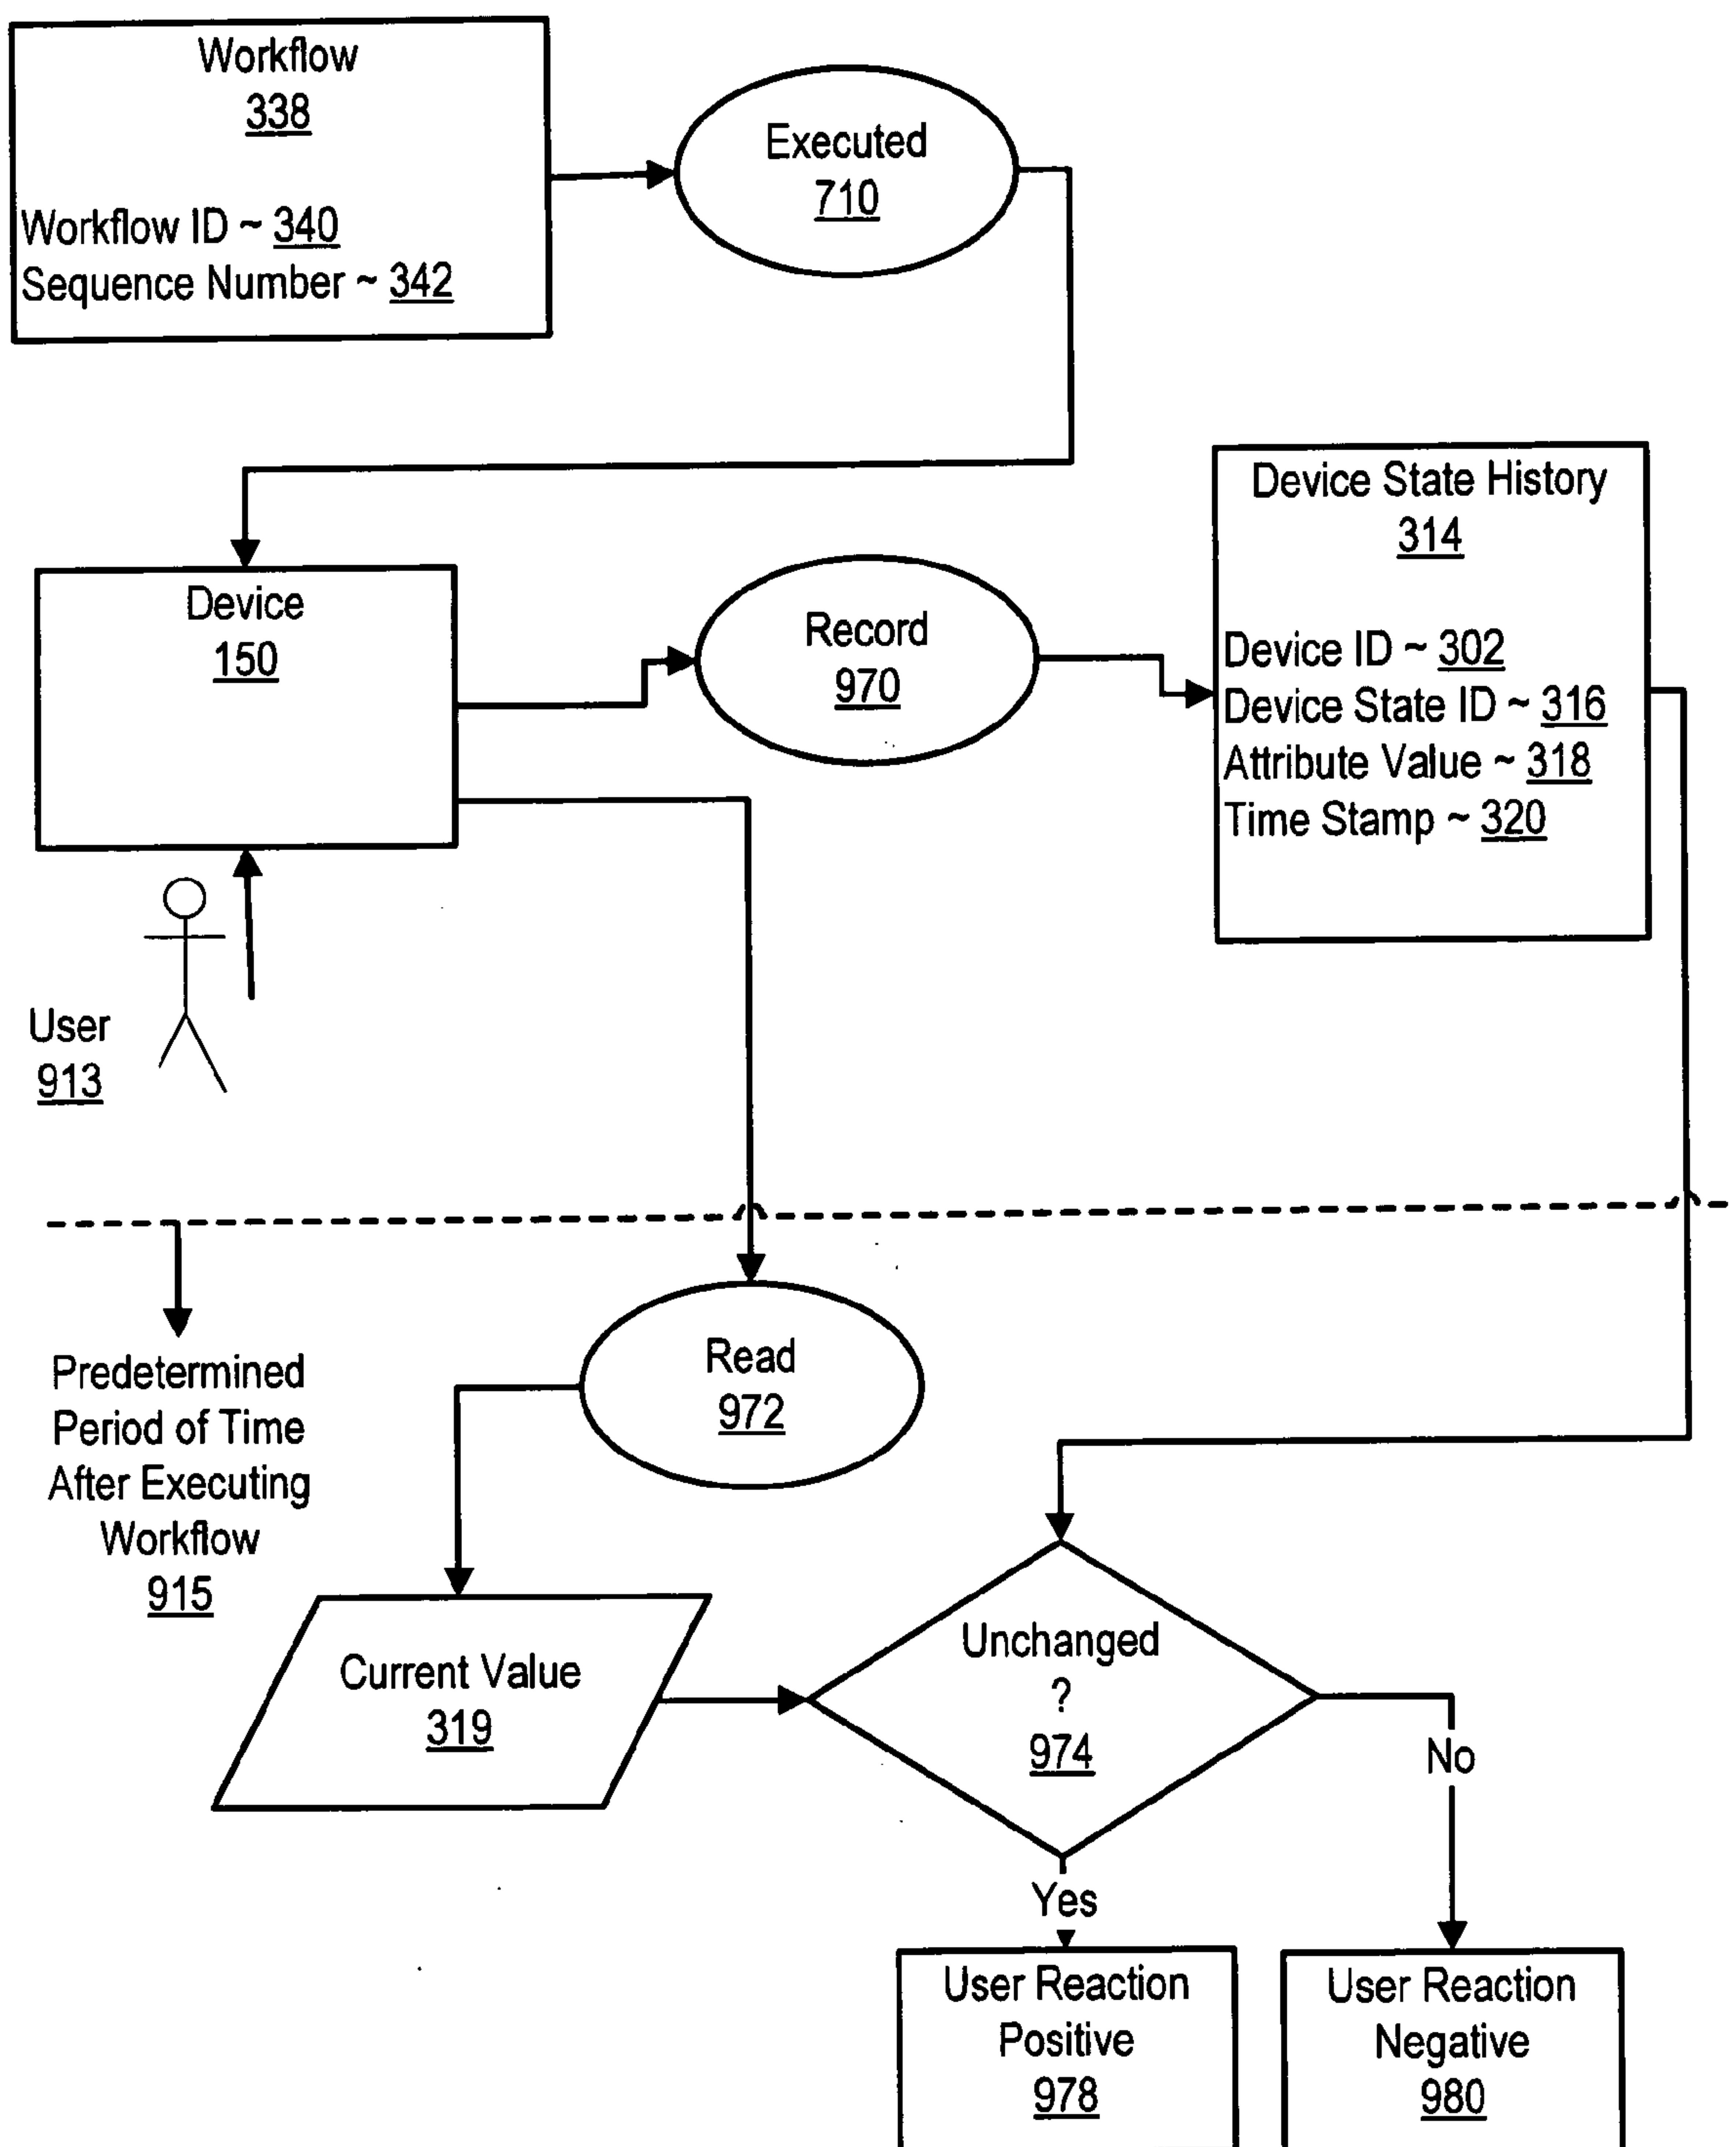 Workflow
338
Workflow ID ~ 340
Sequence Number ~ 342
Executed
710
Device State History
314
Device ID ~ 302
Device State ID ~ 316
Attribute Value ~ 318
Time Stamp ~ 320
Device
150
Record
970
User
913
Predetermined
Period of Time
After Executing
Workflow
915
Read
972
Current Value
319
Unchanged
?
974
No
Yes
User Reaction
Positive
978
User Reaction
Negative
980